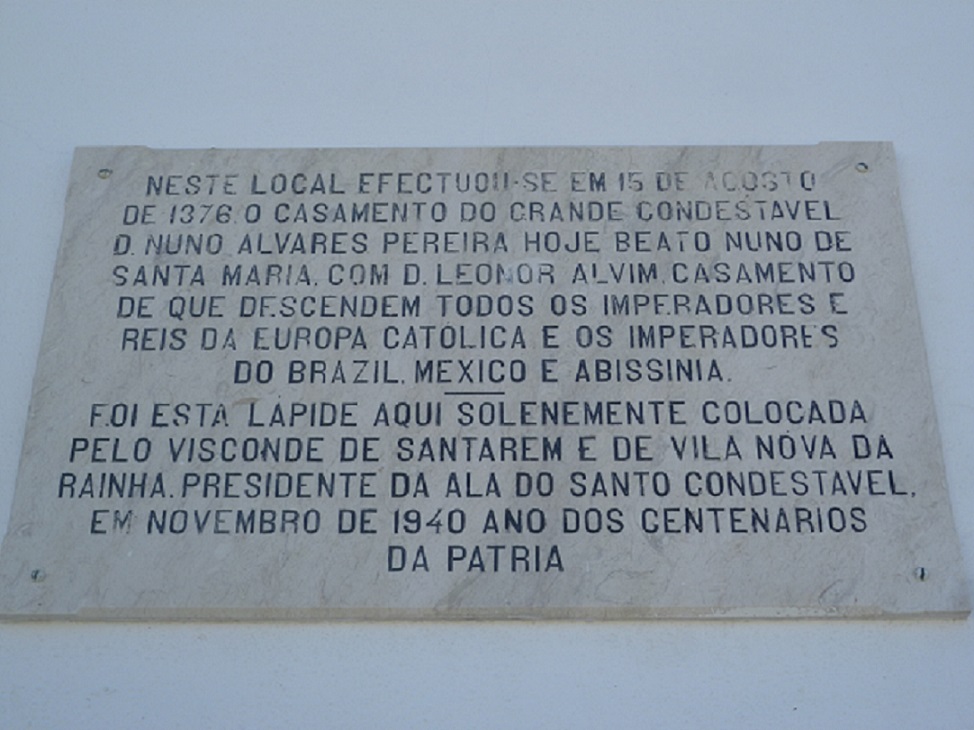 NESTE LOCAL EFECTUOU-SE EM 15 DE AGOSTO
DE 1376. O CASAMENTO DO GRANDE CONDESTAVEL
D. NUNO ALVARES PEREIRA HOJE BEATO NUNO DE
SANTA MARIA. COM D. LEONOR ALVIM. CASAMENTO
DE QUE DESCENDEM TODOS OS IMPERADORES E
REIS DA EUROPA CATÓLICA E OS IMPERADORES
DO BRAZIL. MEXICO E ABISSINIA.
FOI ESTA LÁPIDE AQUI SOLENEMENTE COLOCADA
PELO VISCONDE DE SANTAREM E DE VILA NOVA DA
RAINHA. PRESIDENTE DA ALA DO SANTO CONDESTAVEL,
EM NOVEMBRO DE 1940 ANO DOS CENTENARIOS
DA PATRIA